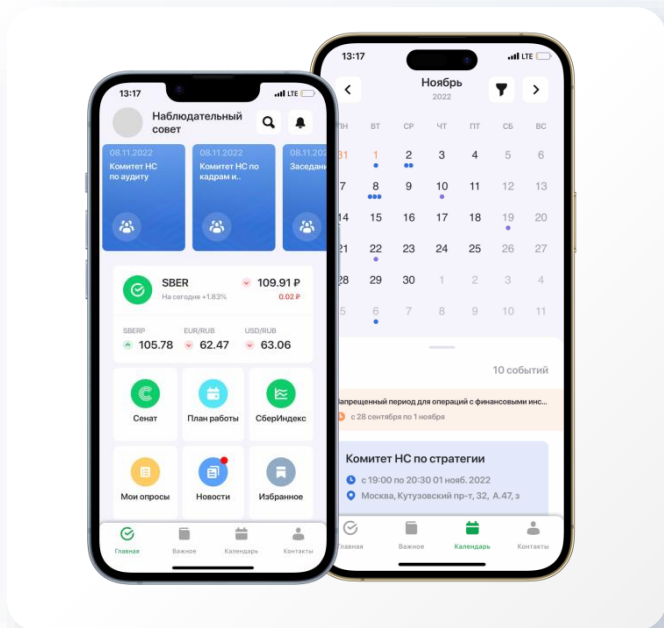 13:17
LTE
Наблюдательный
совет
08.11.2022
08.11.2022
08.11.202
Комитет НС
по аудиту
Комитет НС по
кадрам и..
Заседан
SBER
109.91 ₽
На сегодня +1.83%
0.02 ₽
SBERP
EUR/RUB
USD/RUB
105.78
62.47
63.06
Сенат
План работы
СберИндекс
Мои опросы
Новости
Избранное
Главная
Важное
Календарь
Контакты
13:17
LTE
Ноябрь
2022
ПН ВТ СР ЧТ ПТ СБ ВС
31 1 2 3 4 5 6
7 8 9 10 11 12 13
14 15 16 17 18 19 20
21 22 23 24 25 26 27
28 29 30 1 2 3 4
5 6 7 8 9 10 11
10 событий
Запрещенный период для операций с финансовыми инс...
с 28 сентября по 1 ноября
Комитет НС по стратегии
с 19:00 по 20:30 01 нояб. 2022
Москва, Кутузовский пр-т, 32, А.47, з
Главная
Важное
Календарь
Контакты